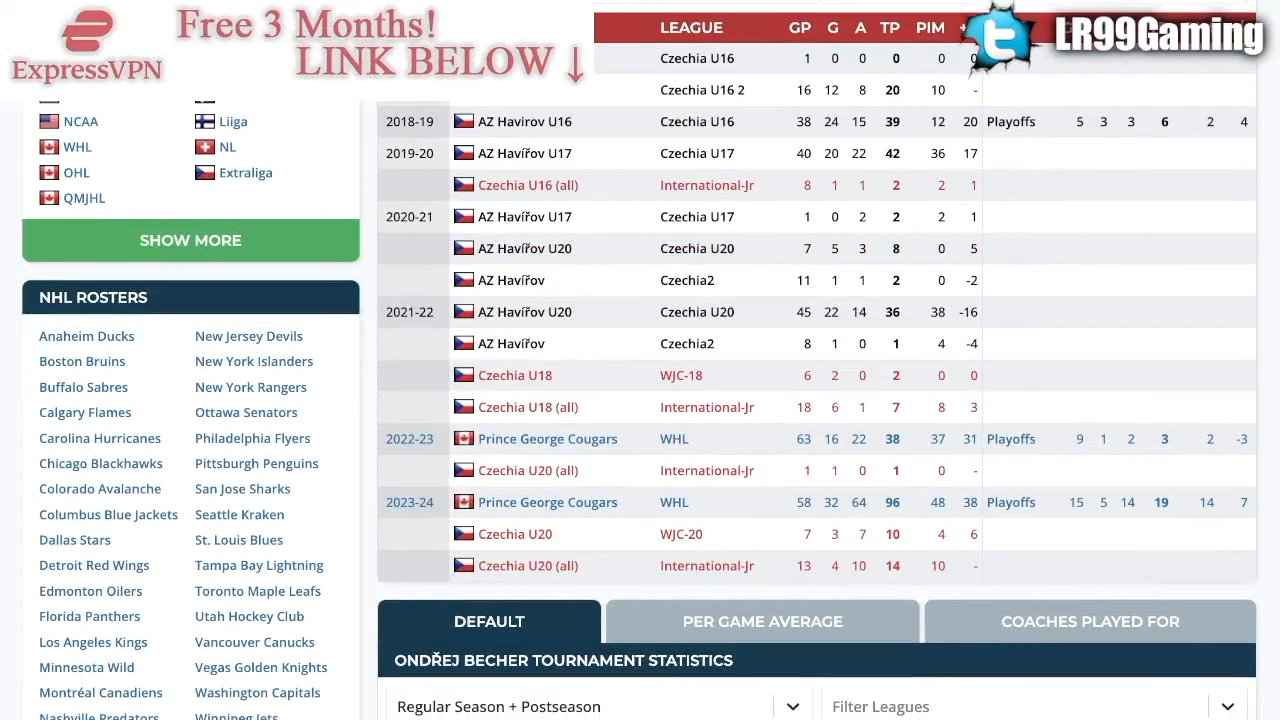 Free 3 Months!
LINK BELOW ↓
ExpressVPN
LR99Gaming
LEAGUE GP G A TP PIM
Czechia U16 1 0 0 0 0
Czechia U16 2 16 12 8 20 10 -
2018-19 AZ Havirov U16 Czechia U16 38 24 15 39 12 20 Playoffs 5 3 3 6 2 4
2019-20 AZ Havířov U17 Czechia U17 40 20 22 42 36 17
Czechia U16 (all) International-Jr 8 1 1 2 2 1
2020-21 AZ Havířov U17 Czechia U17 1 0 2 2 2 1
AZ Havířov U20 Czechia U20 7 5 3 8 0 5
AZ Havířov Czechia2 11 1 1 2 0 -2
2021-22 AZ Havířov U20 Czechia U20 45 22 14 36 38 -16
AZ Havířov Czechia2 8 1 0 1 4 -4
Czechia U18 WJC-18 6 2 0 2 0 0
Czechia U18 (all) International-Jr 18 6 1 7 8 3
2022-23 Prince George Cougars WHL 63 16 22 38 37 31 Playoffs 9 1 2 3 2 -3
Czechia U20 (all) International-Jr 1 1 0 1 0 -
2023-24 Prince George Cougars WHL 58 32 64 96 48 38 Playoffs 15 5 14 19 14 7
Czechia U20 WJC-20 7 3 7 10 4 6
Czechia U20 (all) International-Jr 13 4 10 14 10 -
NCAA Liiga
WHL NL
OHL Extraliga
QMJHL
SHOW MORE
NHL ROSTERS
Anaheim Ducks New Jersey Devils
Boston Bruins New York Islanders
Buffalo Sabres New York Rangers
Calgary Flames Ottawa Senators
Carolina Hurricanes Philadelphia Flyers
Chicago Blackhawks Pittsburgh Penguins
Colorado Avalanche San Jose Sharks
Columbus Blue Jackets Seattle Kraken
Dallas Stars St. Louis Blues
Detroit Red Wings Tampa Bay Lightning
Edmonton Oilers Toronto Maple Leafs
Florida Panthers Utah Hockey Club
Los Angeles Kings Vancouver Canucks
Minnesota Wild Vegas Golden Knights
Montréal Canadiens Washington Capitals
Nashville Predators Winnipeg Jets
DEFAULT PER GAME AVERAGE COACHES PLAYED FOR
ONDŘEJ BECHER TOURNAMENT STATISTICS
Regular Season + Postseason Filter Leagues